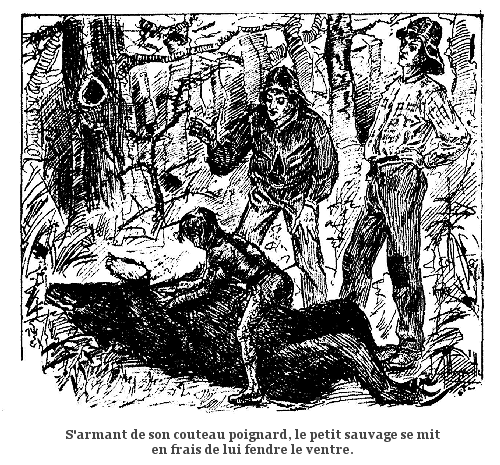 S'armant de son couteau poignard, le petit sauvage se mit
en frais de lui fendre le ventre.